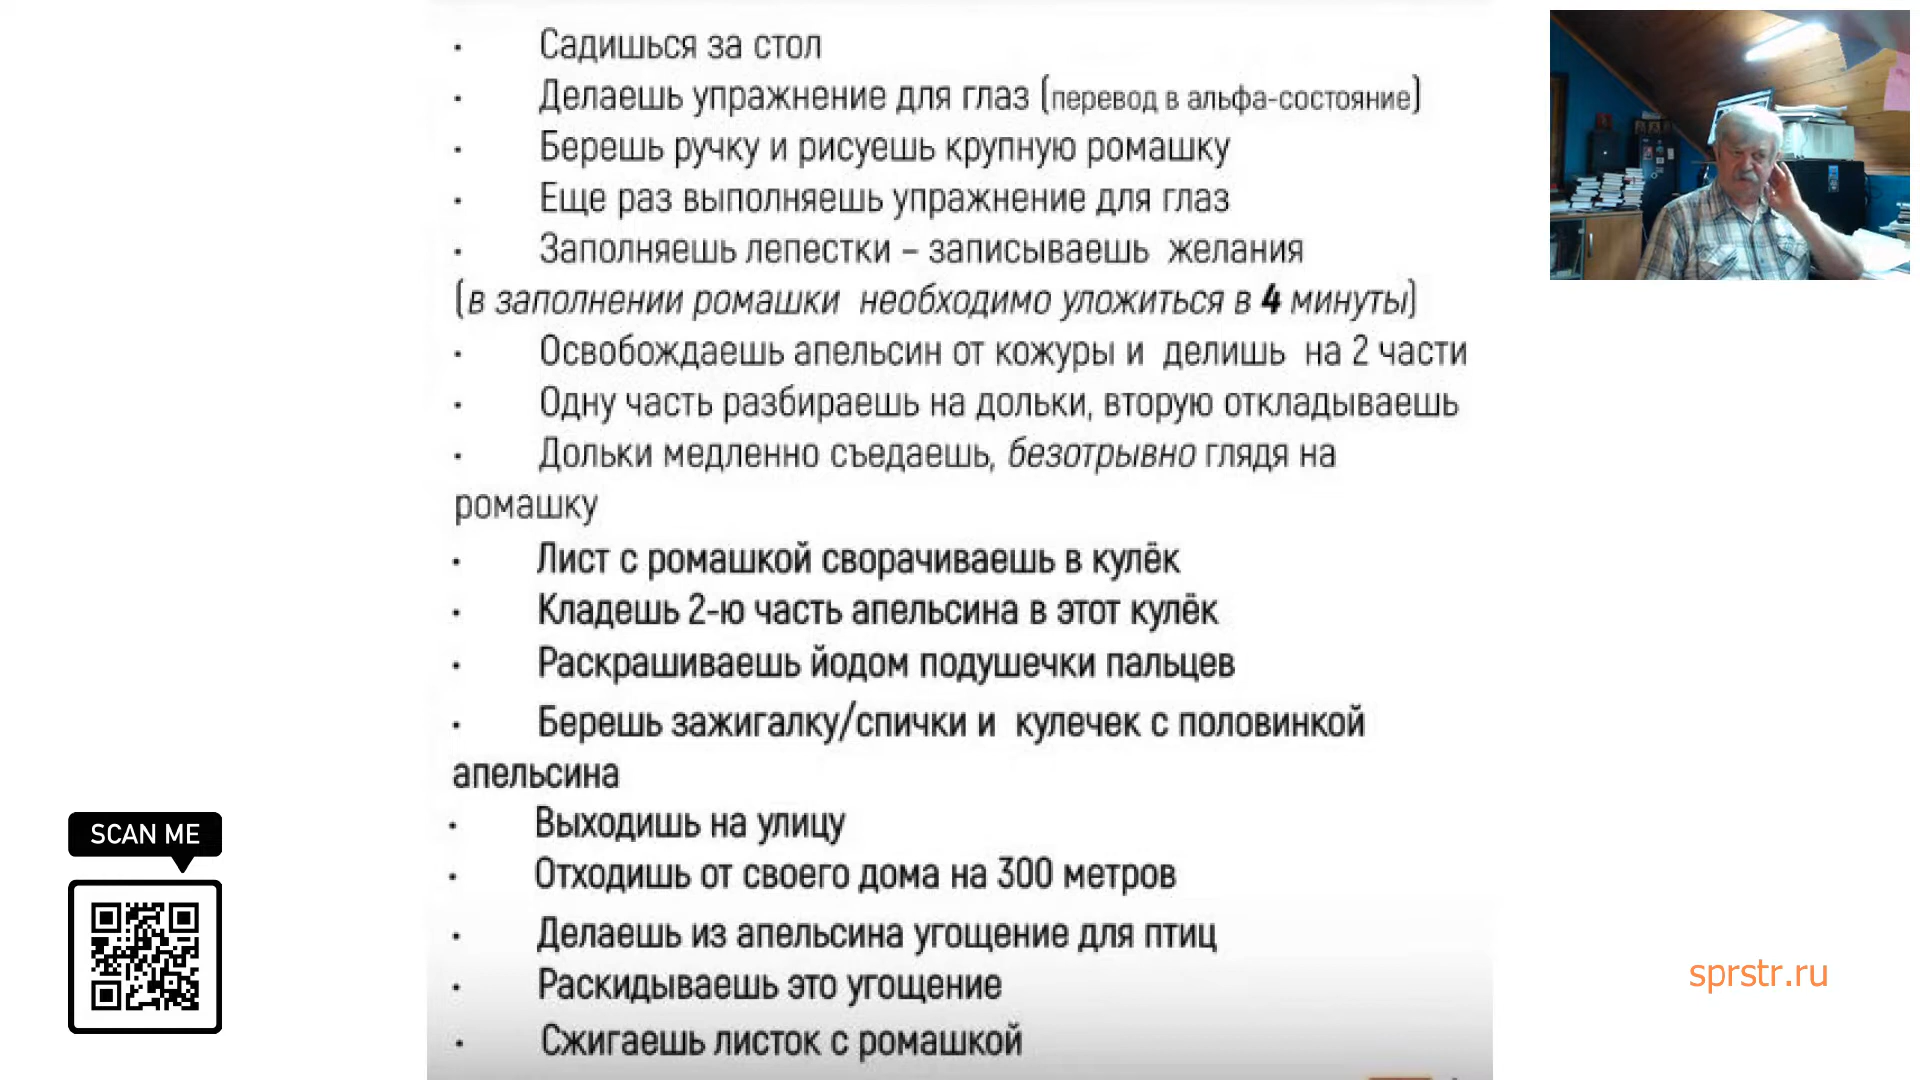 • Садишься за стол
• Делаешь упражнение для глаз (перевод в альфа-состояние)
• Берешь ручку и рисуешь крупную ромашку
• Еще раз выполняешь упражнение для глаз
• Заполняешь лепестки – записываешь желания
(в заполнении ромашки необходимо уложиться в 4 минуты)
• Освобождаешь апельсин от кожуры и делишь на 2 части
• Одну часть разбираешь на дольки, вторую откладываешь
• Дольки медленно съедаешь, безотрывно глядя на
ромашку
• Лист с ромашкой сворачиваешь в кулёк
• Кладешь 2-ю часть апельсина в этот кулёк
• Раскрашиваешь йодом подушечки пальцев
• Берешь зажигалку/спички и кулечек с половинкой
апельсина
• Выходишь на улицу
• Отходишь от своего дома на 300 метров
• Делаешь из апельсина угощение для птиц
• Раскидываешь это угощение
• Сжигаешь листок с ромашкой
SCAN ME
sprstr.ru